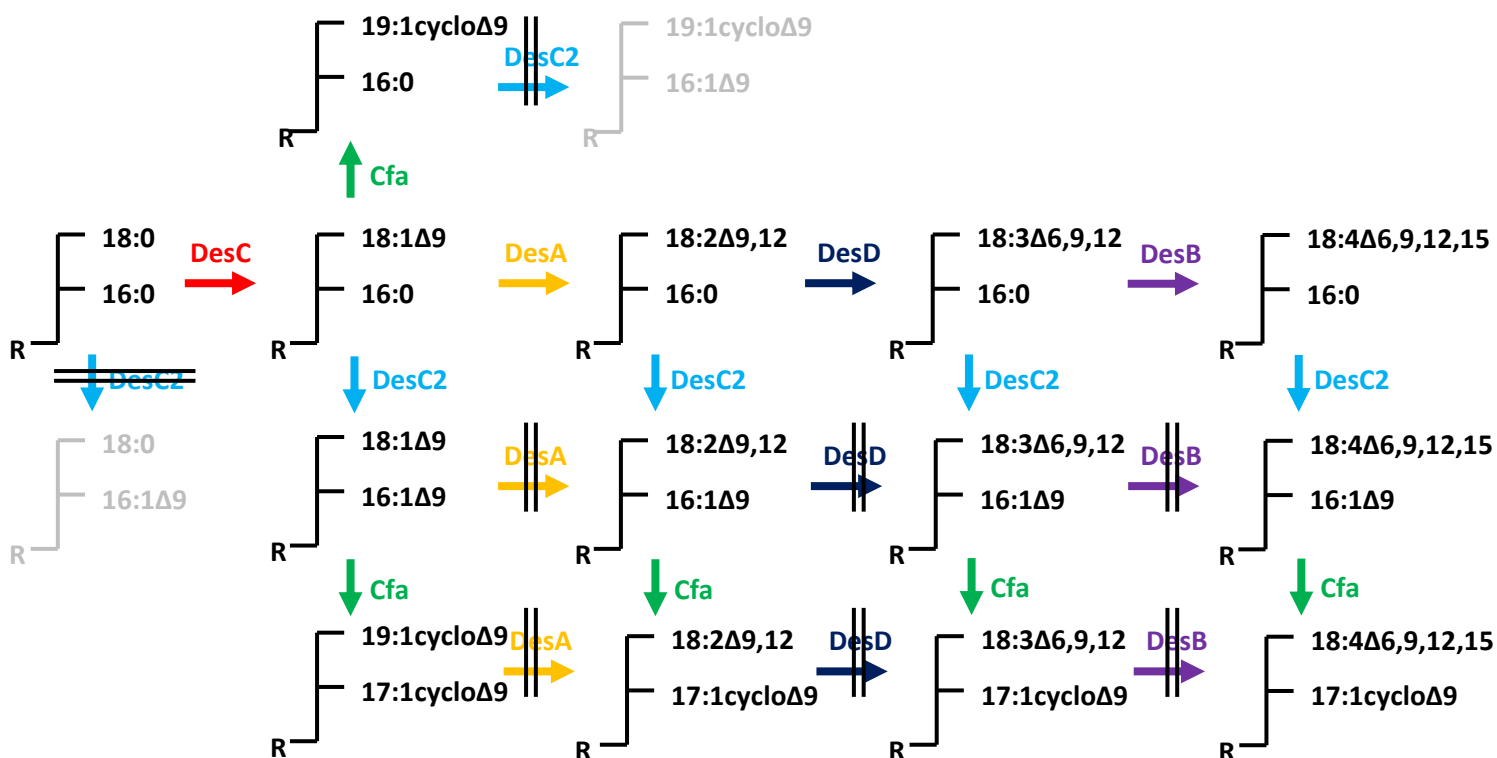 19:1cycloΔ9
DesC2
19:1cycloΔ9
16:0
16:1Δ9
R
R
Cfa
18:0
DesC
18:1Δ9
DesA
18:2Δ9,12
DesD
18:3Δ6,9,12
DesB
18:4Δ6,9,12,15
16:0
16:0
16:0
16:0
16:0
R
R
R
R
R
DesC2
DesC2
DesC2
DesC2
DesC2
18:0
18:1Δ9
DesA
18:2Δ9,12
DesD
18:3Δ6,9,12
DesB
18:4Δ6,9,12,15
16:1Δ9
16:1Δ9
16:1Δ9
16:1Δ9
16:1Δ9
R
R
R
R
R
Cfa
Cfa
Cfa
Cfa
19:1cycloΔ9
DesA
18:2Δ9,12
DesD
18:3Δ6,9,12
DesB
18:4Δ6,9,12,15
17:1cycloΔ9
17:1cycloΔ9
17:1cycloΔ9
17:1cycloΔ9
R
R
R
R